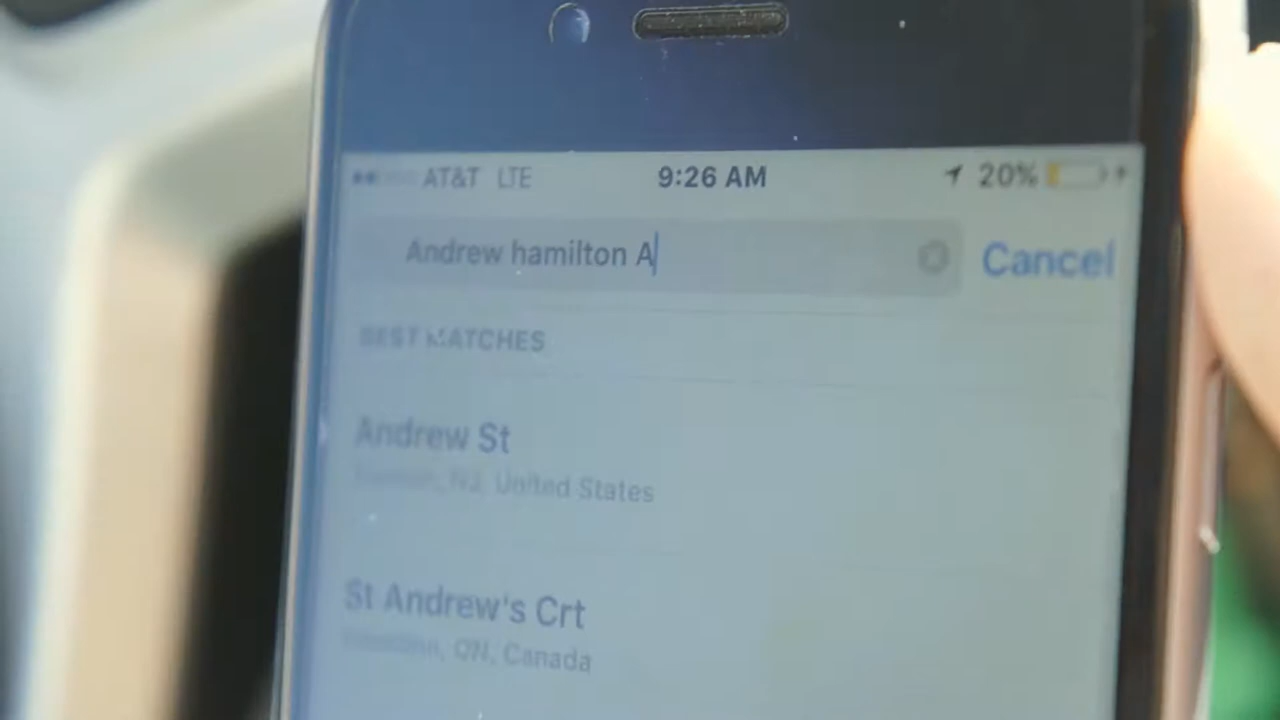 AT&T LTE 9:26 AM 20%
Andrew hamilton A Cancel
BEST MATCHES
Andrew St
NJ, United States
St Andrew's Crt
ON, Canada